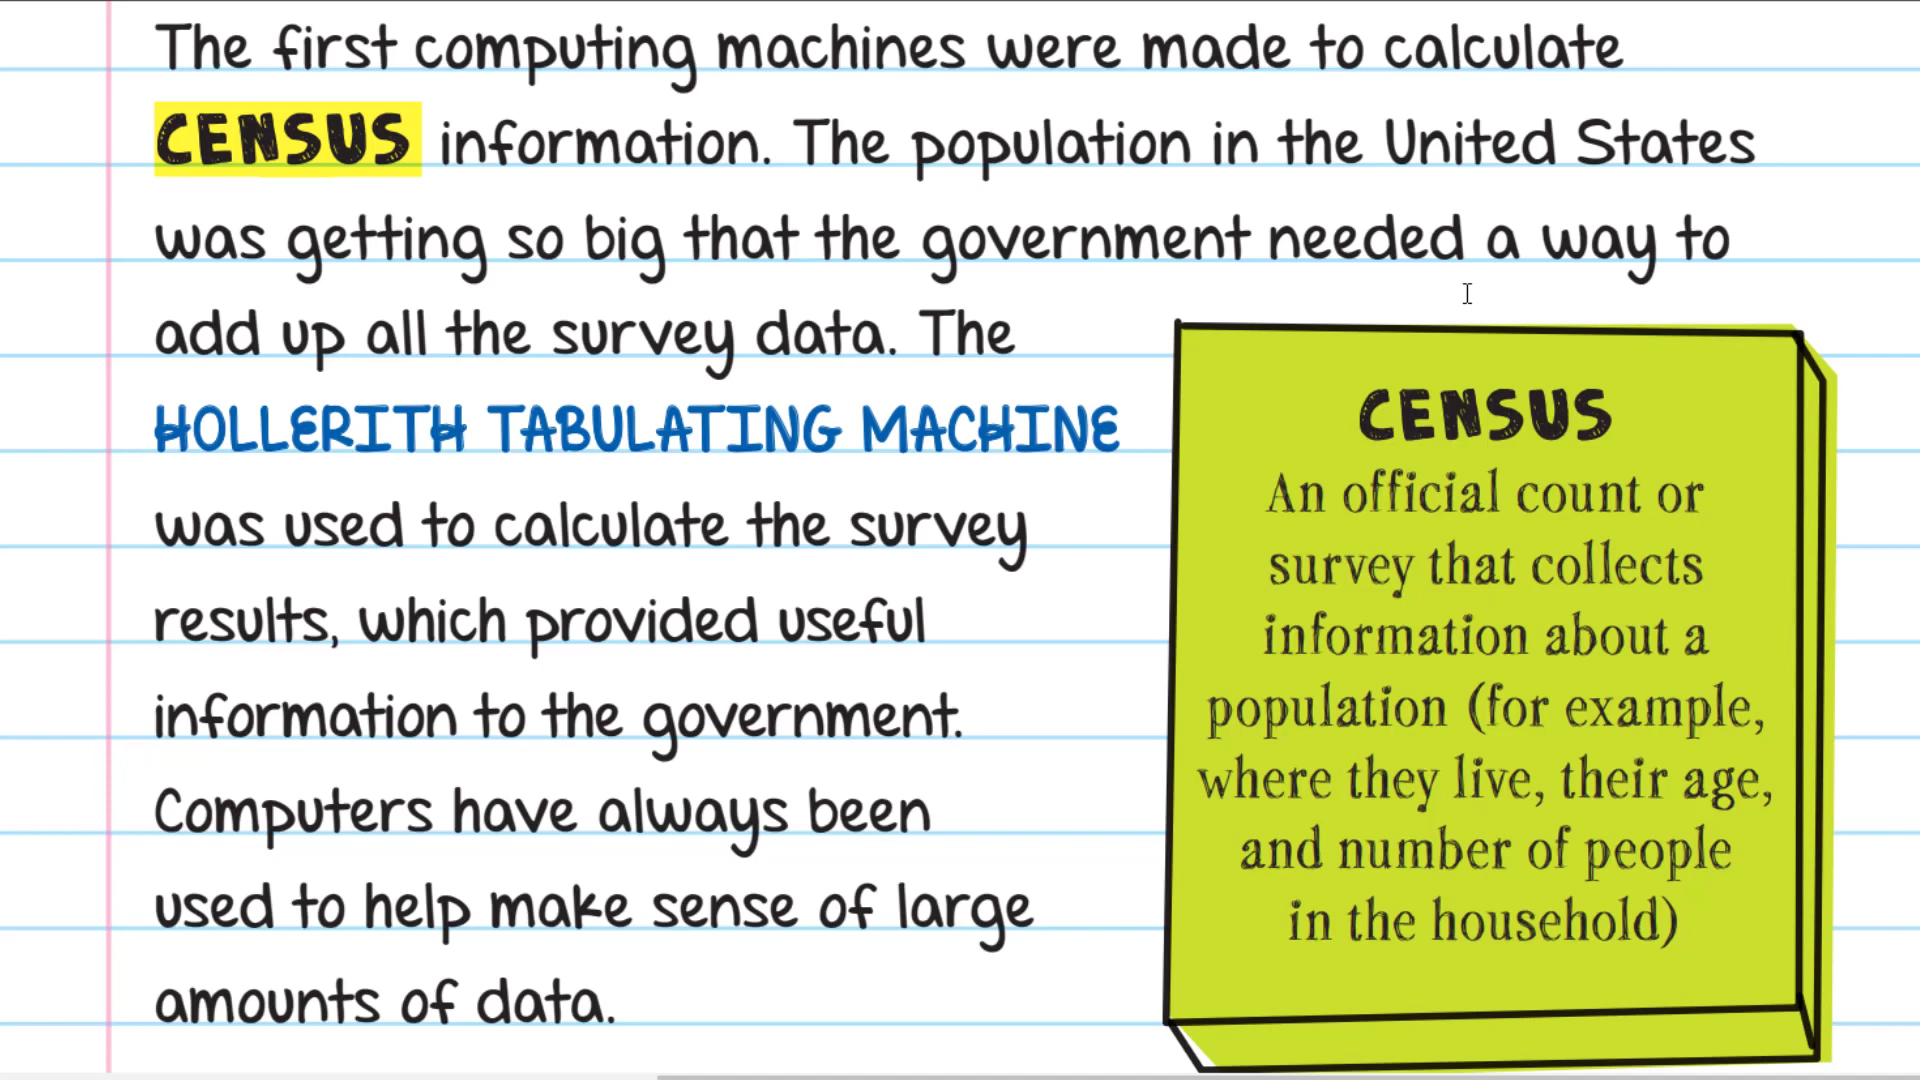 The first computing machines were made to calculate
CENSUS information. The population in the United States
was getting so big that the government needed a way to
add up all the survey data. The
HOLLERITH TABULATING MACHINE
was used to calculate the survey
results, which provided useful
information to the government.
Computers have always been
used to help make sense of large
amounts of data.
CENSUS
An official count or
survey that collects
information about a
population (for example,
where they live, their age,
and number of people
in the household)